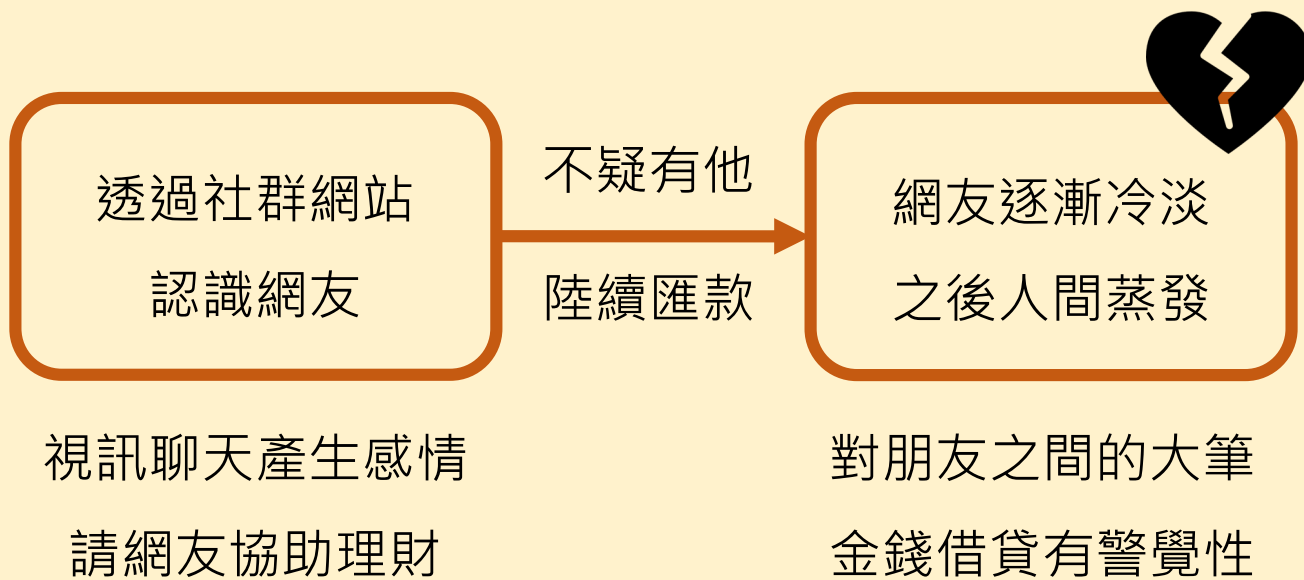 透過社群網站
認識網友
不疑有他
陸續匯款
網友逐漸冷淡
之後人間蒸發
視訊聊天產生感情
請網友協助理財
對朋友之間的大筆
金錢借貸有警覺性